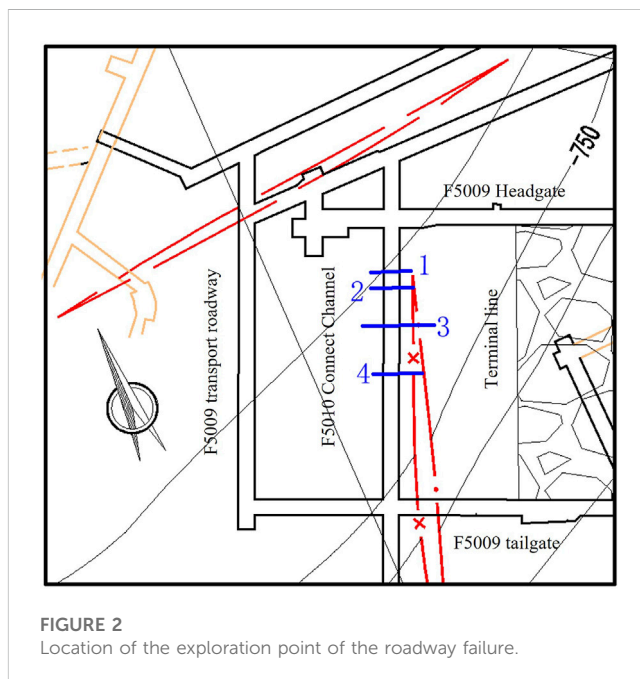 -750
F5009 Headgate
1
2
3
4
F5009 transport roadway
F5010 Connect Channel
Terminal line
F5009 tailgate
FIGURE 2
Location of the exploration point of the roadway failure.